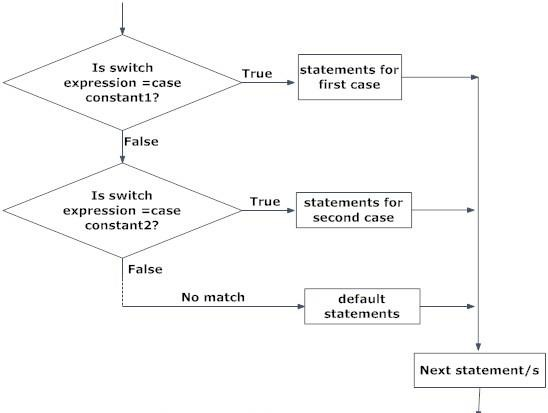 Is switch
expression =case
constant1?
True
statements for
first case
False
Is switch
expression =case
constant2?
True
statements for
second case
False
No match
default
statements
Next statement/s